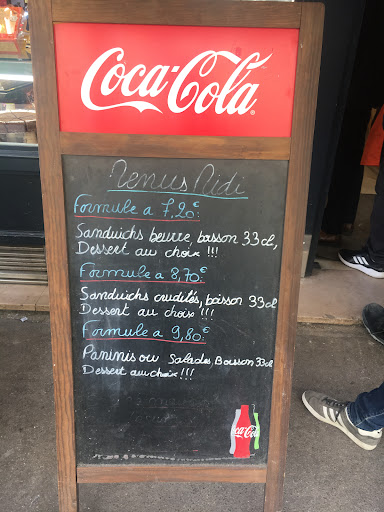 Coca-Cola
Menus Midi
Formule a 7,20€:
Sandwichs beurre, boisson 33cl,
Dessert au choix !!!
Formule a 8,70€:
Sandwichs crudités, boisson 33cl
Dessert au choix !!!
Formule a 9,80€:
Paninis ou Salades, Boisson 33cl
Dessert au choix !!!
Coca-Cola